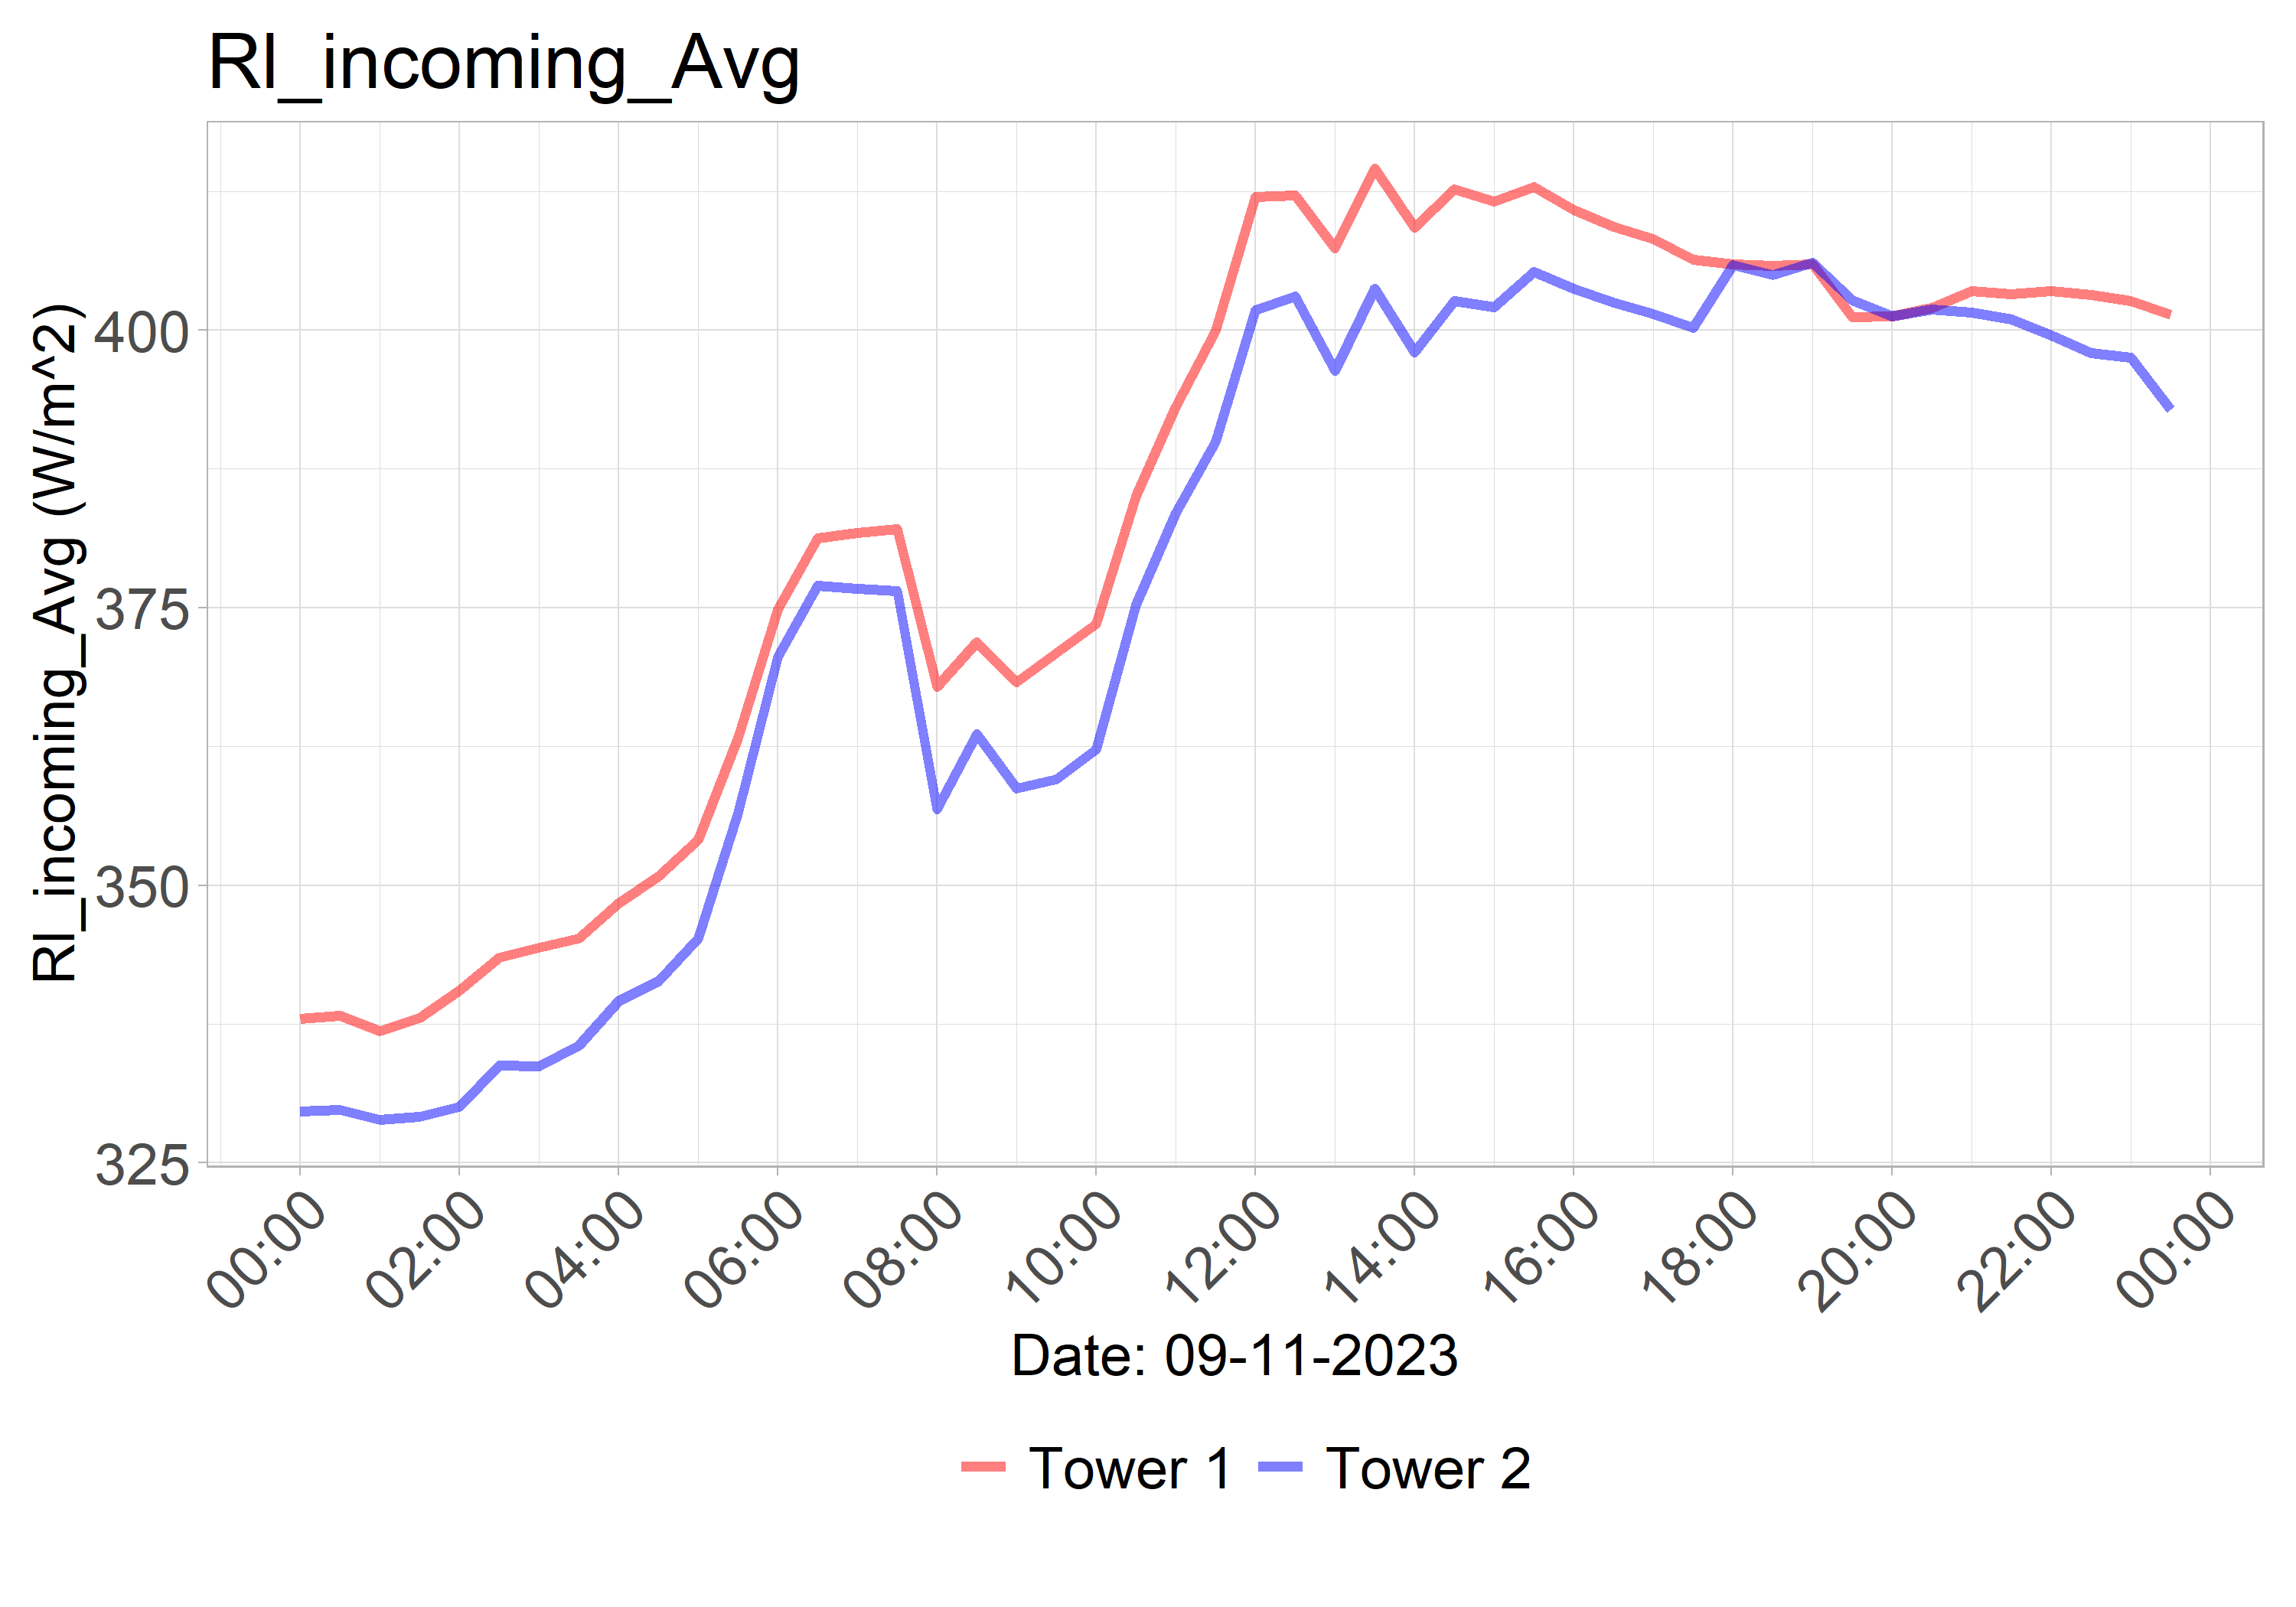 Rl_incoming_Avg
Rl_incoming_Avg (W/m^2)
400
375
350
325
00:00 02:00 04:00 06:00 08:00 10:00 12:00 14:00 16:00 18:00 20:00 22:00 00:00
Date: 09-11-2023
Tower 1 Tower 2